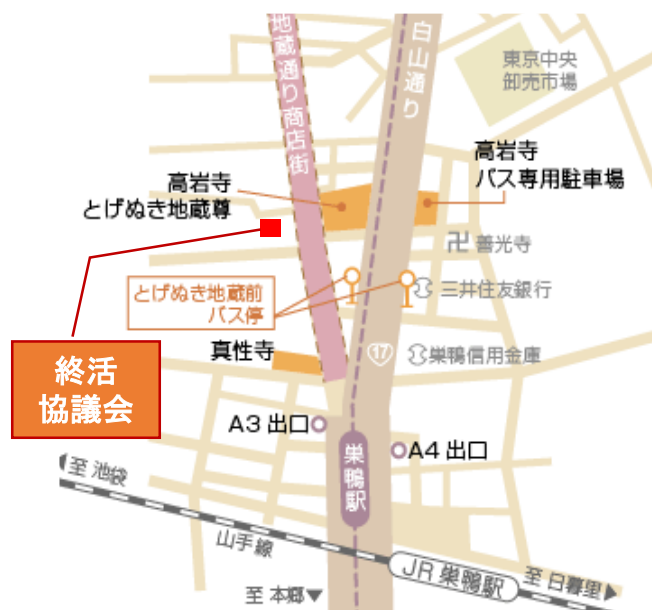 地蔵通り商店街
白山通り
東京中央
卸売市場
高岩寺
とげぬき地蔵尊
高岩寺
バス専用駐車場
卍 善光寺
とげぬき地蔵前
バス停
三井住友銀行
終活
協議会
真性寺
17
巣鴨信用金庫
A3 出口
A4 出口
巣鴨駅
至 池袋
山手線
JR 巣鴨駅
至 日暮里
至 本郷